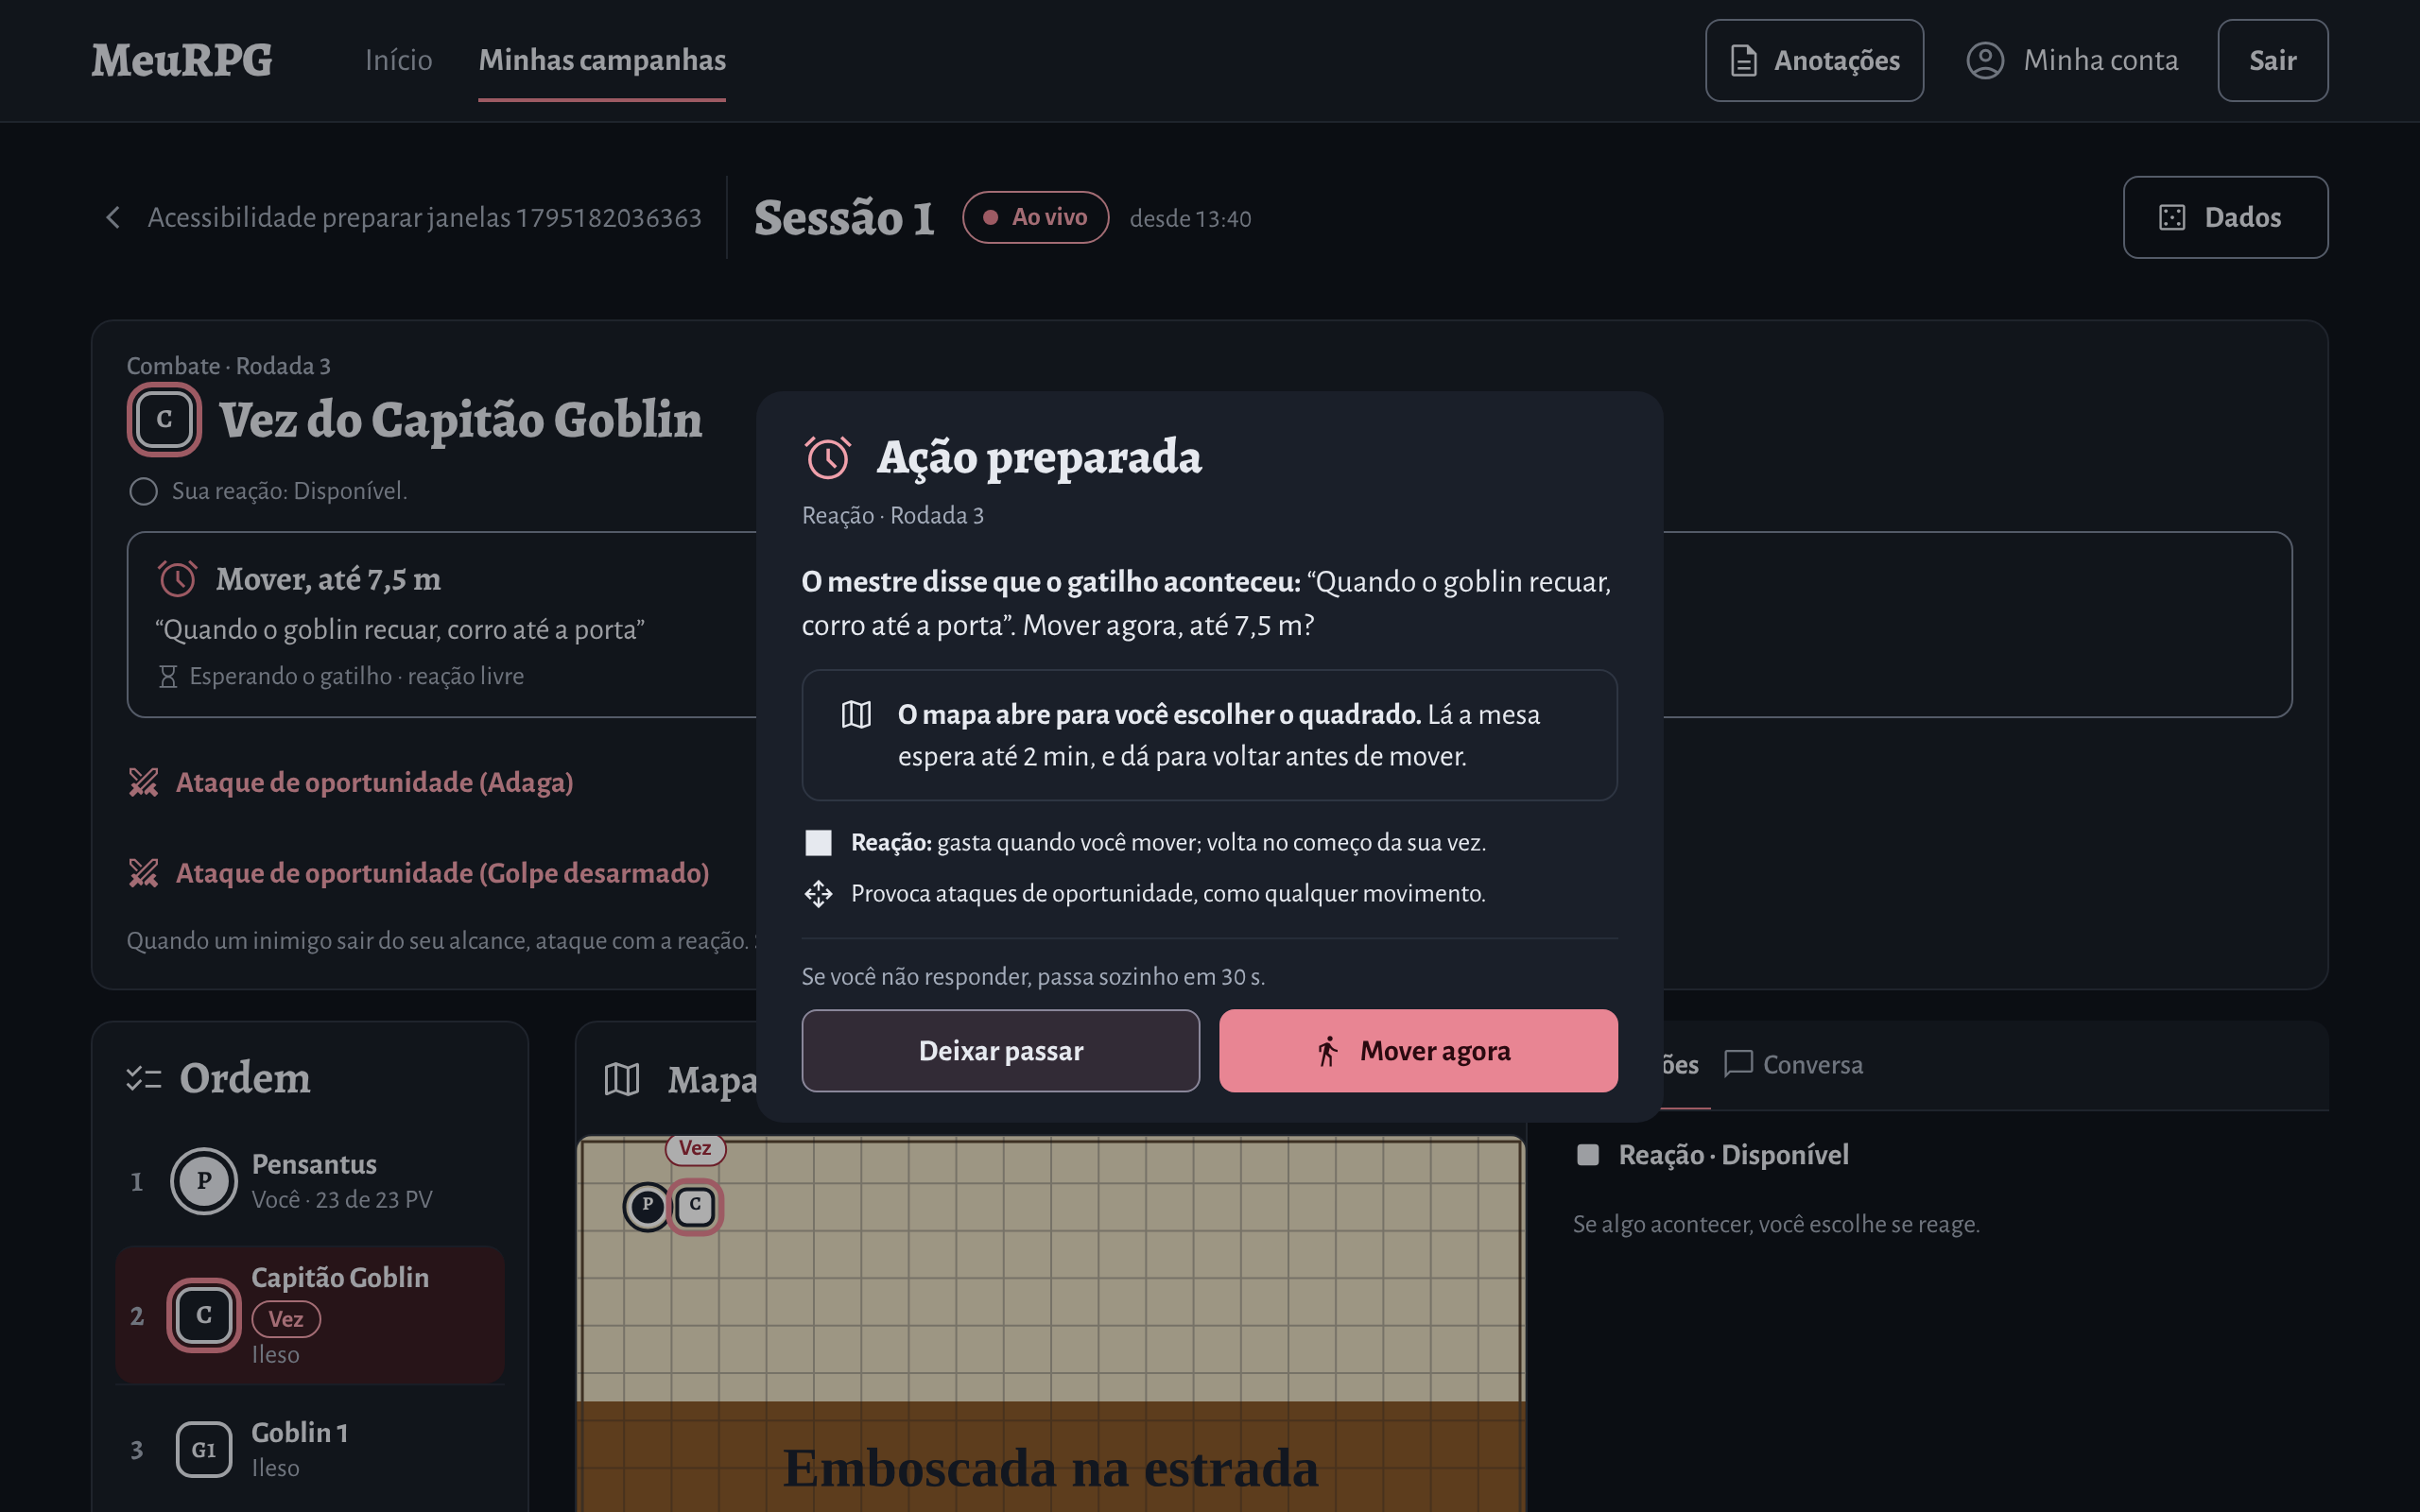 MeuRPG
Início
Minhas campanhas
Anotações
Minha conta
Sair
Acessibilidade preparar janelas 1795182036363
Sessão 1
Ao vivo
desde 13:40
Dados
Combate · Rodada 3
C
Vez do Capitão Goblin
Sua reação: Disponível.
Mover, até 7,5 m
“Quando o goblin recuar, corro até a porta”
Esperando o gatilho · reação livre
Ataque de oportunidade (Adaga)
Ataque de oportunidade (Golpe desarmado)
Quando um inimigo sair do seu alcance, ataque com a reação.
Ação preparada
Reação · Rodada 3
O mestre disse que o gatilho aconteceu: “Quando o goblin recuar,
corro até a porta”. Mover agora, até 7,5 m?
O mapa abre para você escolher o quadrado. Lá a mesa
espera até 2 min, e dá para voltar antes de mover.
Reação: gasta quando você mover; volta no começo da sua vez.
Provoca ataques de oportunidade, como qualquer movimento.
Se você não responder, passa sozinho em 30 s.
Deixar passar
Mover agora
Ordem
1
P
Pensantus
Você · 23 de 23 PV
2
C
Capitão Goblin
Vez
Ileso
3
G1
Goblin 1
Ileso
Mapa
Vez
P
C
Emboscada na estrada
ões
Conversa
Reação · Disponível
Se algo acontecer, você escolhe se reage.